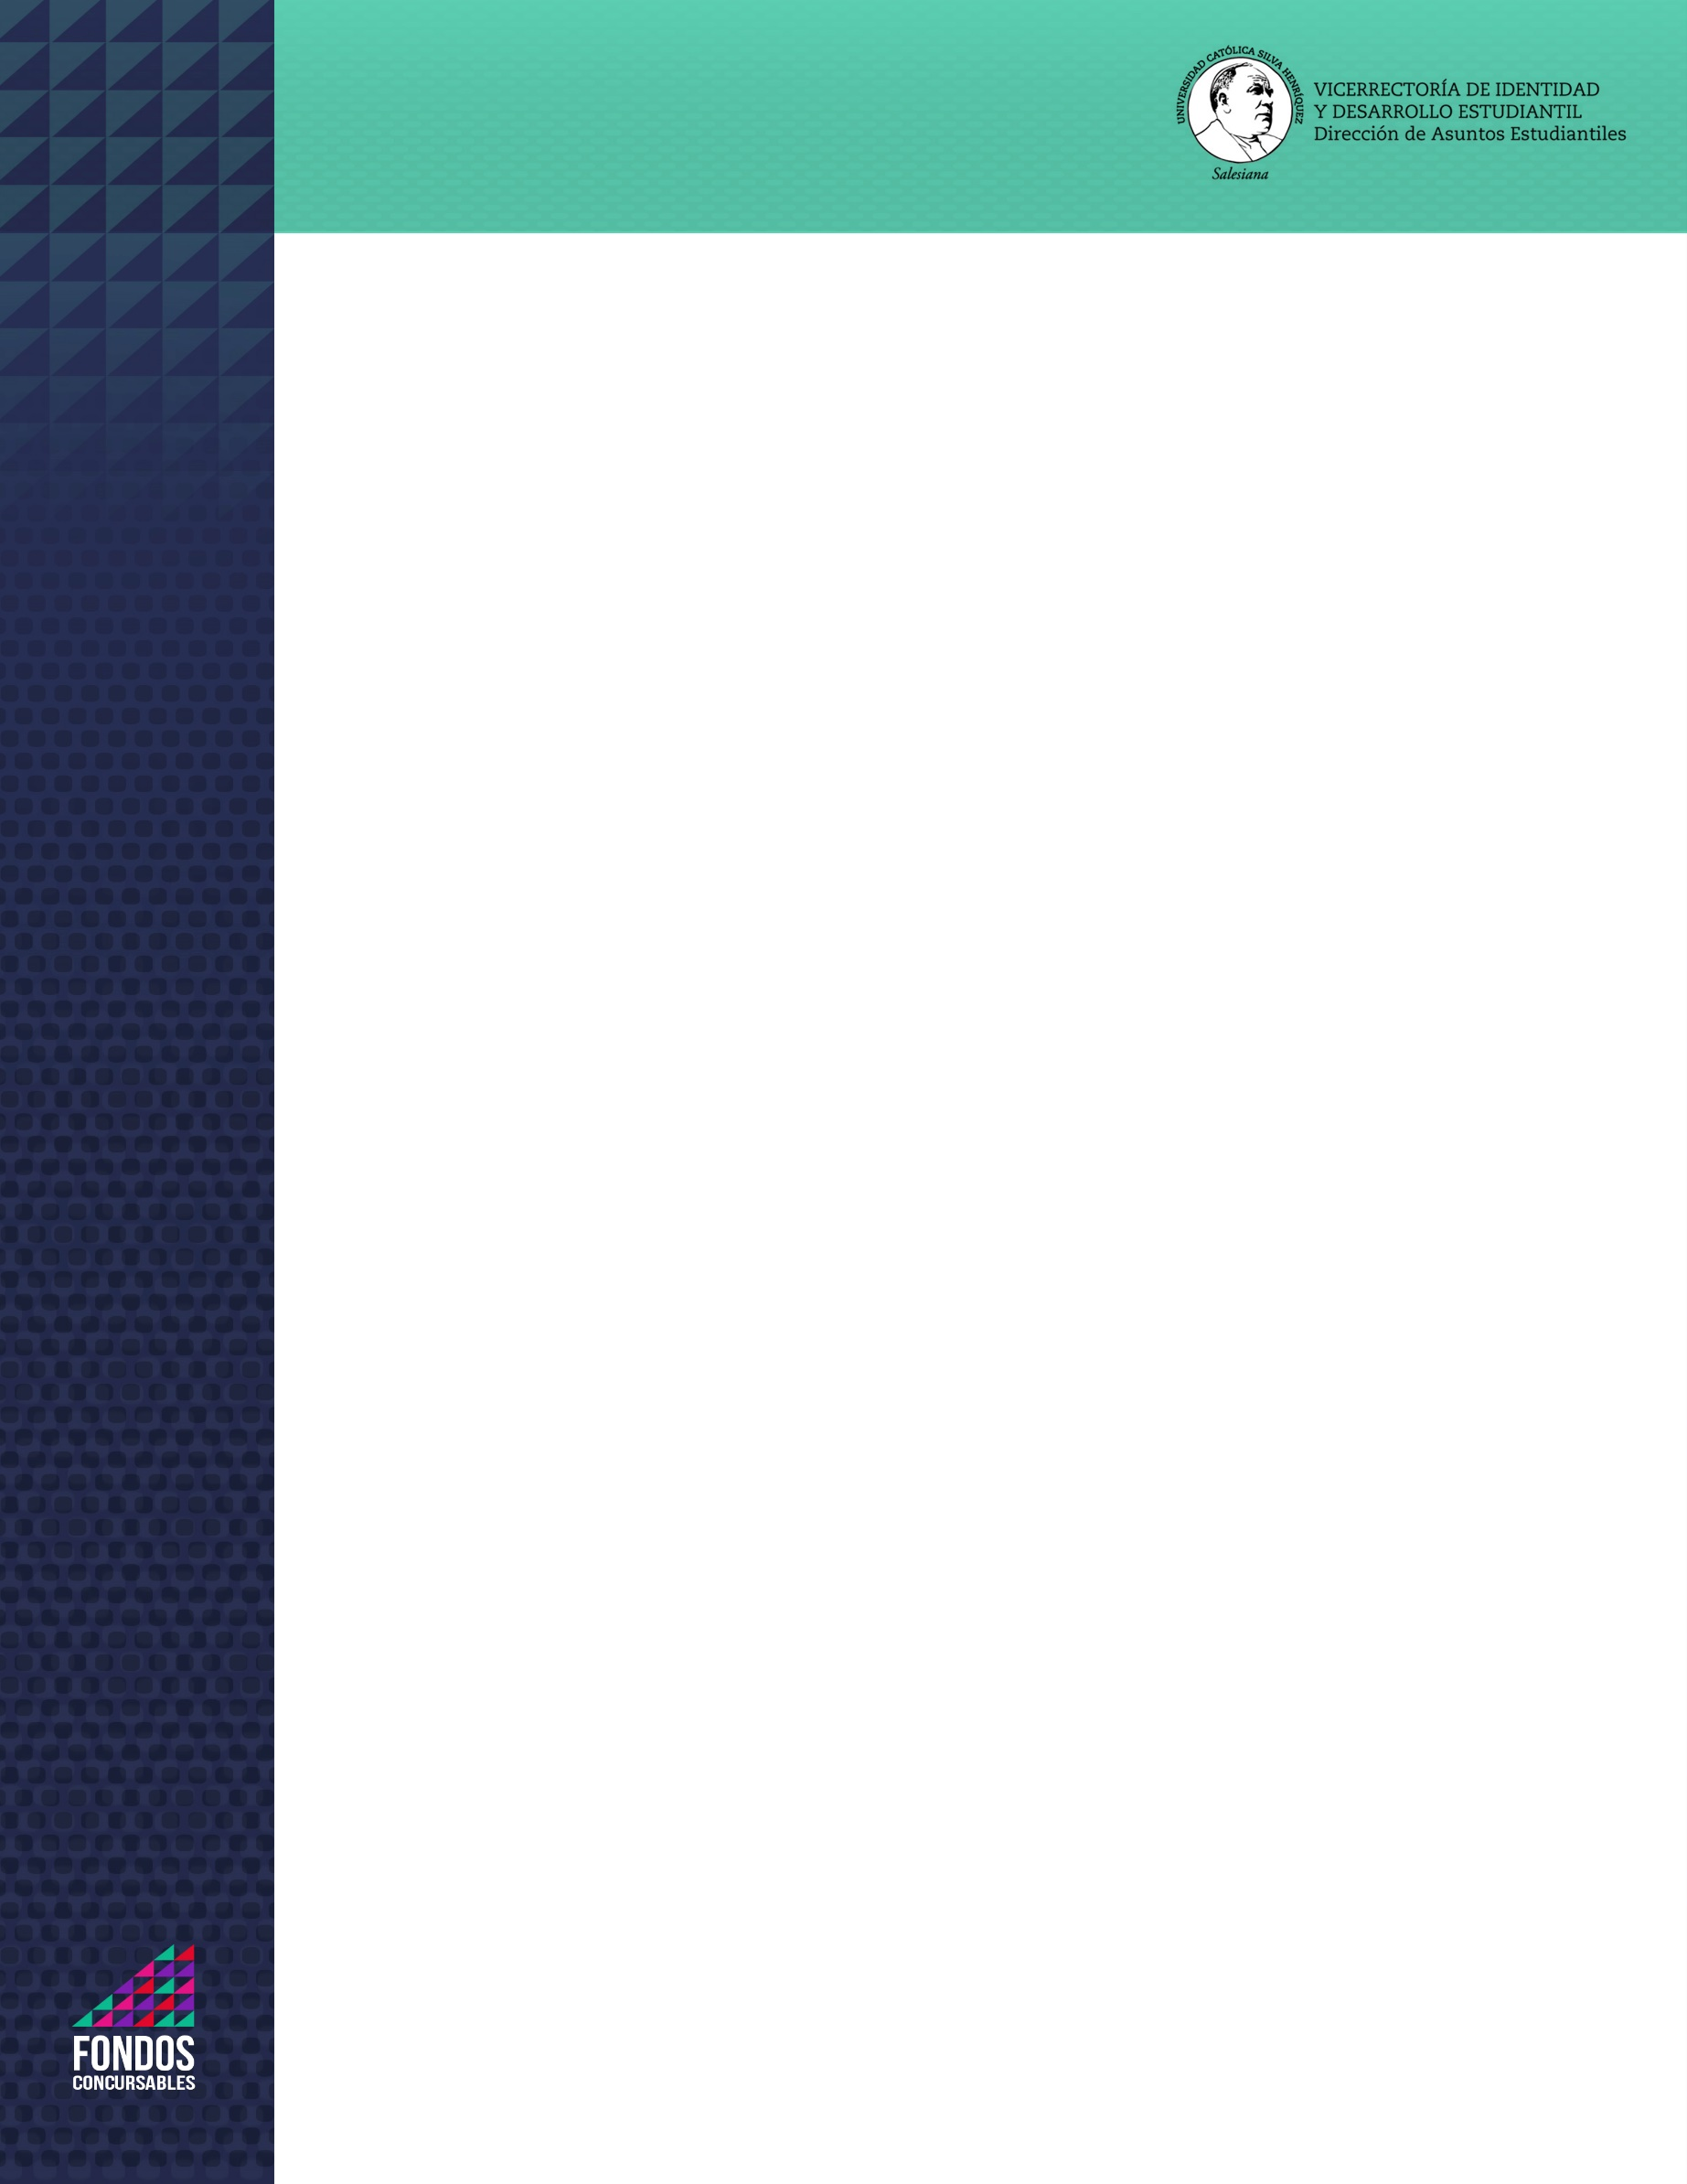 UNIVERSIDAD CATÓLICA SILVA HENRÍQUEZ
Salesiana
VICERRECTORÍA DE IDENTIDAD
Y DESARROLLO ESTUDIANTIL
Dirección de Asuntos Estudiantiles
FONDOS
CONCURSABLES